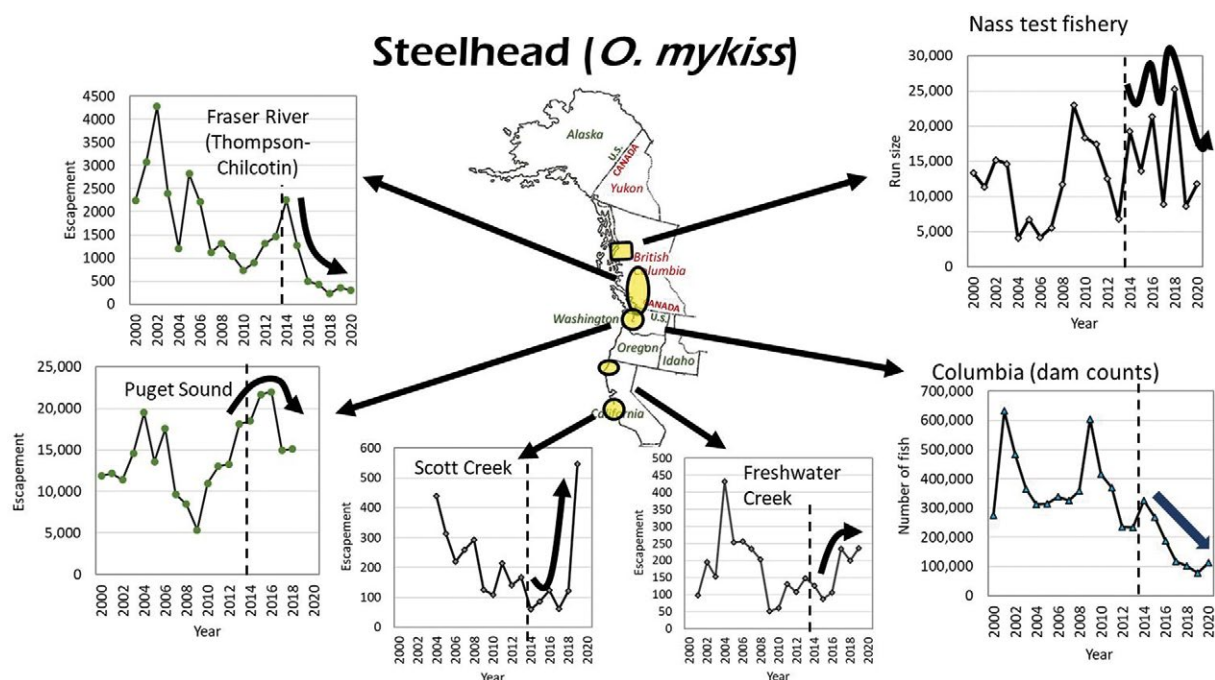 Steelhead (O. mykiss)
Fraser River
(Thompson-
Chilcotin)
Escapement
4500
4000
3500
3000
2500
2000
1500
1000
500
0
2000 2002 2004 2006 2008 2010 2012 2014 2016 2018 2020
Year
Nass test fishery
Run size
30,000
25,000
20,000
15,000
10,000
5,000
0
2000 2002 2004 2006 2008 2010 2012 2014 2016 2018 2020
Year
Alaska
U.S.
CANADA
Yukon
British
Columbia
CANADA
U.S.
Washington
Oregon
Idaho
California
Puget Sound
Escapement
25,000
20,000
15,000
10,000
5,000
0
2000 2002 2004 2006 2008 2010 2012 2014 2016 2018 2020
Year
Scott Creek
Escapement
600
500
400
300
200
100
0
2000 2002 2004 2006 2008 2010 2012 2014 2016 2018 2020
Year
Freshwater
Creek
Escapement
500
450
400
350
300
250
200
150
100
50
0
2000 2002 2004 2006 2008 2010 2012 2014 2016 2018 2020
Year
Columbia (dam counts)
Number of fish
700,000
600,000
500,000
400,000
300,000
200,000
100,000
0
2000 2002 2004 2006 2008 2010 2012 2014 2016 2018 2020
Year